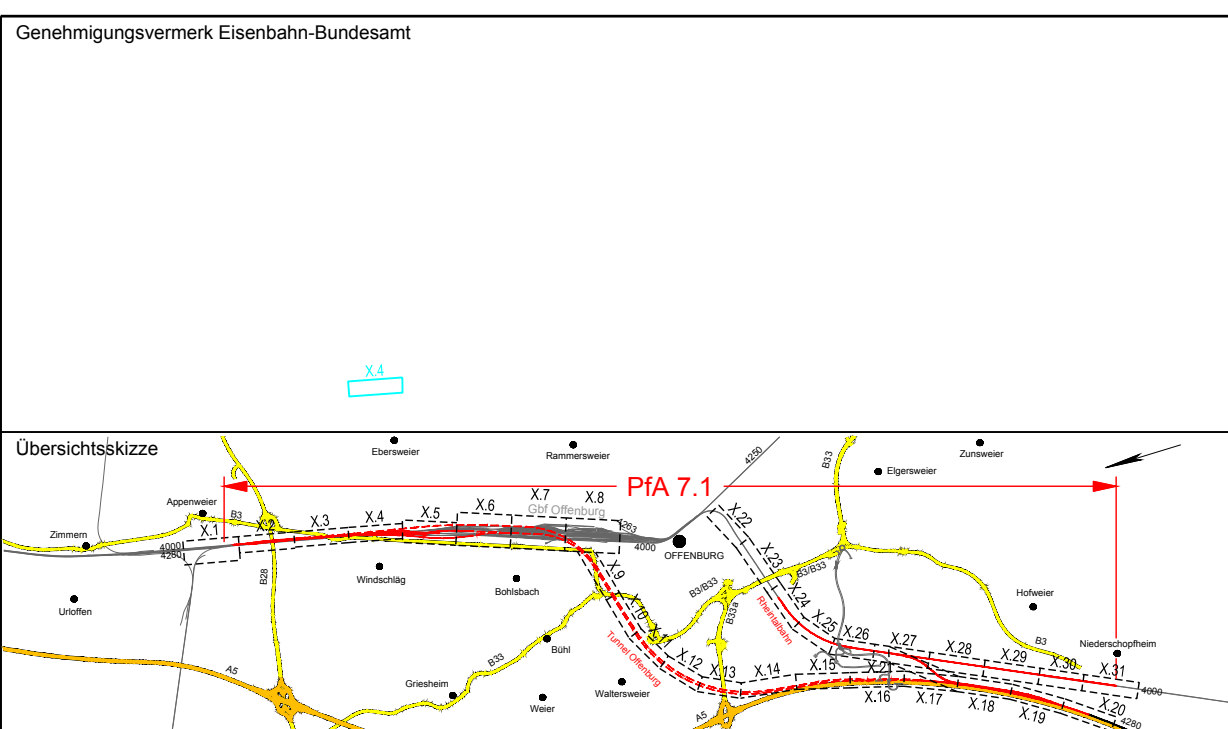 Genehmigungsvermerk Eisenbahn-Bundesamt
X.4
Übersichtsskizze
Ebersweier
Rammersweier
4250
B33
Zunsweier
Elgersweier
PfA 7.1
Appenweier
B3
X.1
X.2
X.3
X.4
X.5
X.6
X.7
X.8
Gbf Offenburg
4263
4000
OFFENBURG
X.22
Zimmern
4000
4280
B28
Windschläg
Bohlsbach
X.9
X.10
X.11
X.12
X.13
X.14
X.15
X.21
X.16
X.17
X.18
X.19
X.20
X.23
X.24
X.25
X.26
X.27
X.28
X.29
X.30
X.31
B3/B33
B3/B33
B33a
Rheintalbahn
Tunnel Offenburg
Hofweier
B3
Niederschopfheim
4000
4280
Urloffen
A5
Griesheim
B33
Bühl
Weier
Waltersweier
A5